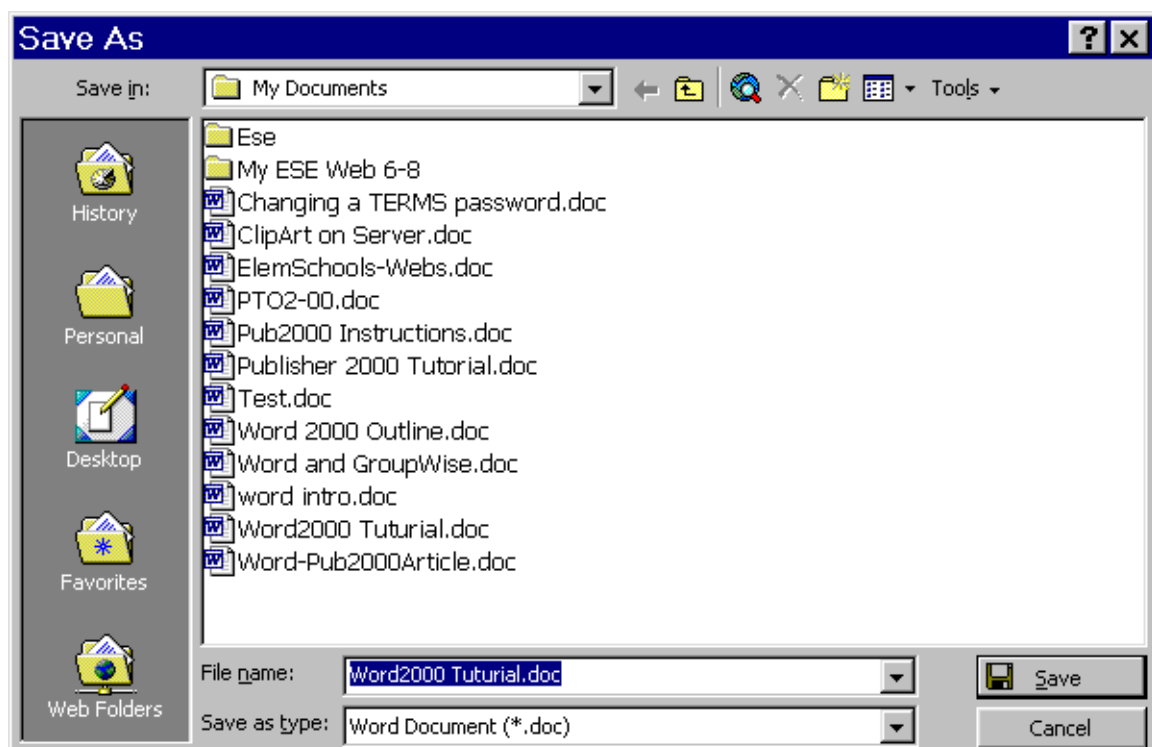 Save As
Save in: My Documents Tools
Ese
My ESE Web 6-8
Changing a TERMS password.doc
ClipArt on Server.doc
ElemSchools-Webs.doc
PTO2-00.doc
Pub2000 Instructions.doc
Publisher 2000 Tutorial.doc
Test.doc
Word 2000 Outline.doc
Word and GroupWise.doc
word intro.doc
Word2000 Tuturial.doc
Word-Pub2000Article.doc
History
Personal
Desktop
Favorites
Web Folders
File name: Word2000 Tuturial.doc Save
Save as type: Word Document (*.doc) Cancel